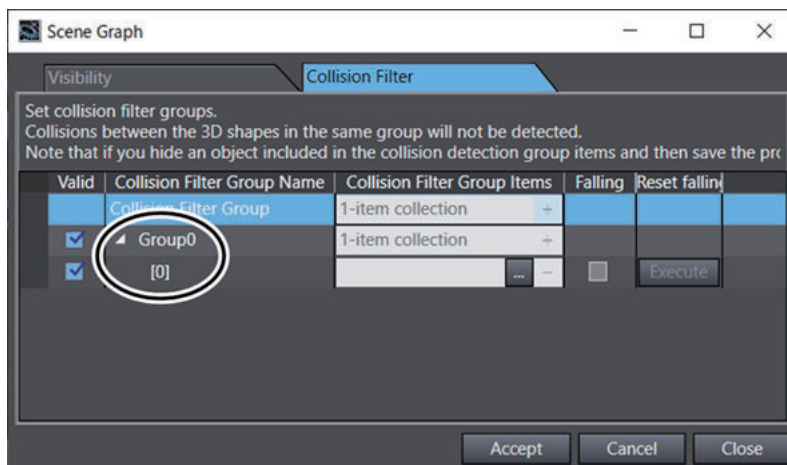 Scene Graph
Visibility
Collision Filter
Set collision filter groups.
Collisions between the 3D shapes in the same group will not be detected.
Note that if you hide an object included in the collision detection group items and then save the pro
Valid Collision Filter Group Name Collision Filter Group Items Falling Reset falling
Collision Filter Group 1-item collection +
Group0 1-item collection +
[0] ... −
Execute
Accept Cancel Close